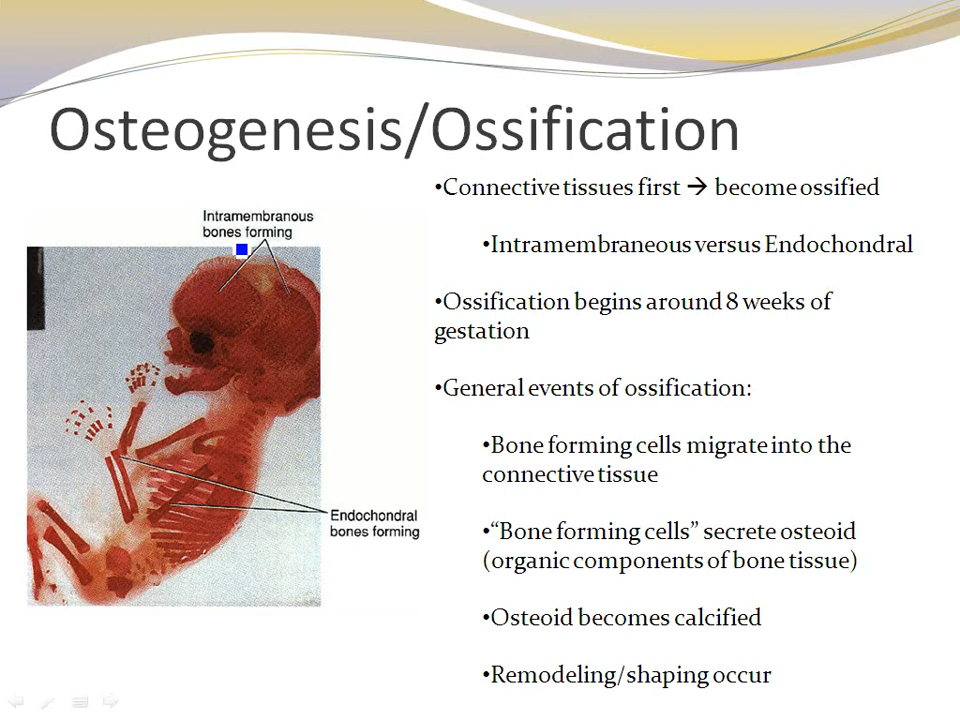 Osteogenesis/Ossification
•Connective tissues first → become ossified
Intramembranous
bones forming
•Intramembraneous versus Endochondral
•Ossification begins around 8 weeks of
gestation
•General events of ossification:
•Bone forming cells migrate into the
connective tissue
Endochondral
bones forming
•“Bone forming cells” secrete osteoid
(organic components of bone tissue)
•Osteoid becomes calcified
•Remodeling/shaping occur